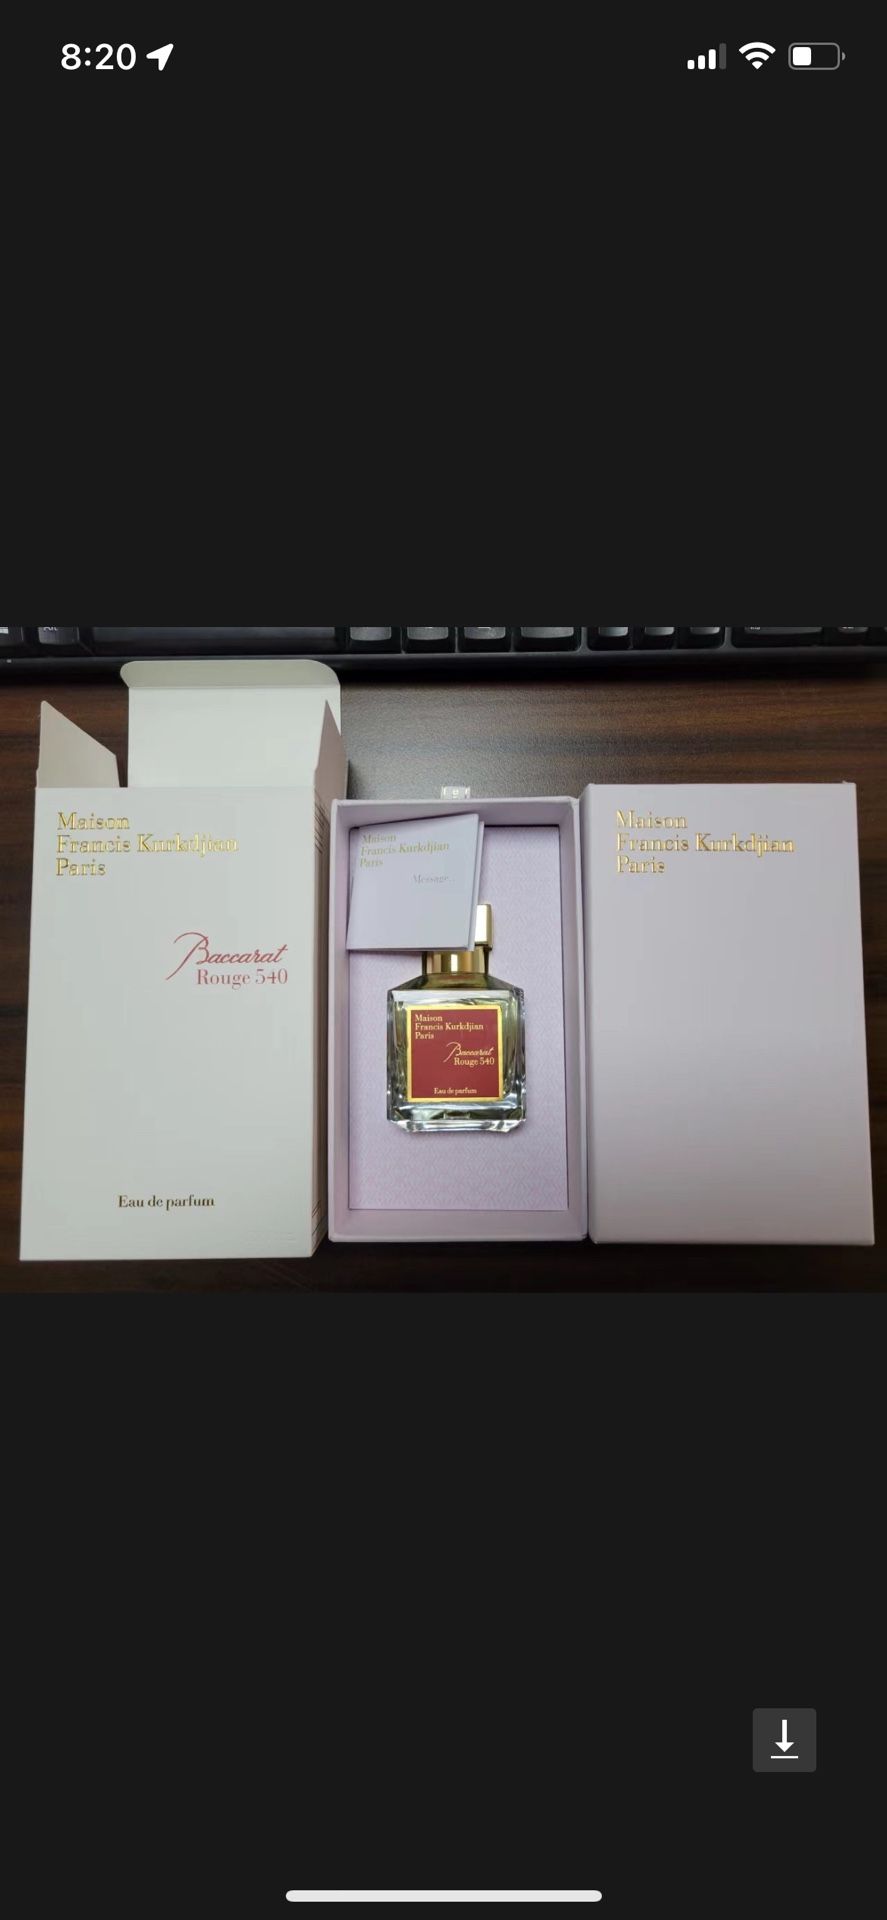 8:20
Maison
Francis Kurkdjian
Paris
Baccarat
Rouge 540
Eau de parfum
Maison
Francis Kurkdjian
Paris
Message...
Maison
Francis Kurkdjian
Paris
Baccarat
Rouge 540
Eau de parfum
Maison
Francis Kurkdjian
Paris